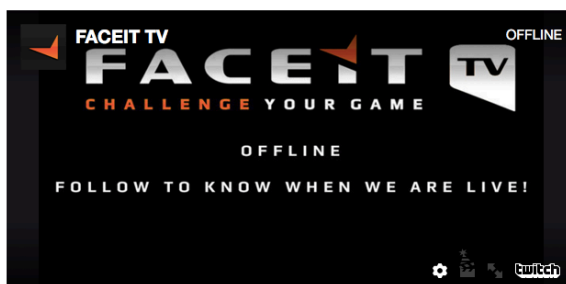 FACEIT TV
OFFLINE
FACEIT TV
CHALLENGE YOUR GAME
OFFLINE
FOLLOW TO KNOW WHEN WE ARE LIVE!
twitch